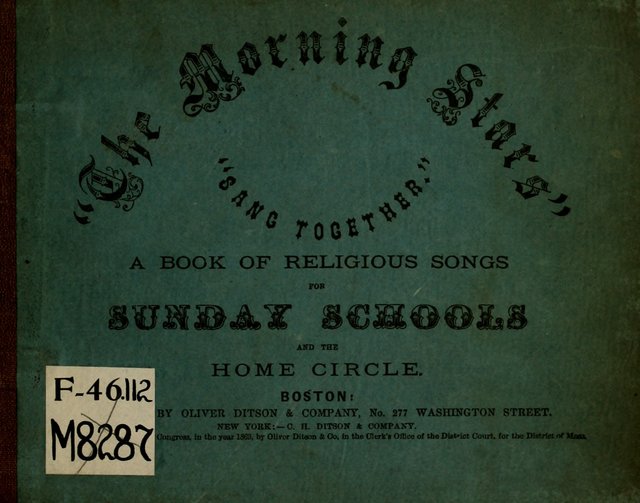 "The Morning Stars"
"SANG TOGETHER."
A BOOK OF RELIGIOUS SONGS
FOR
SUNDAY SCHOOLS
AND THE
HOME CIRCLE.
BOSTON:
BY OLIVER DITSON & COMPANY, No. 277 WASHINGTON STREET.
NEW YORK:—C. H. DITSON & COMPANY.
Congress, in the year 1863, by Oliver Ditson & Co. in the Clerk's Office of the District Court, for the District of Mass.
F-46.112
M8287